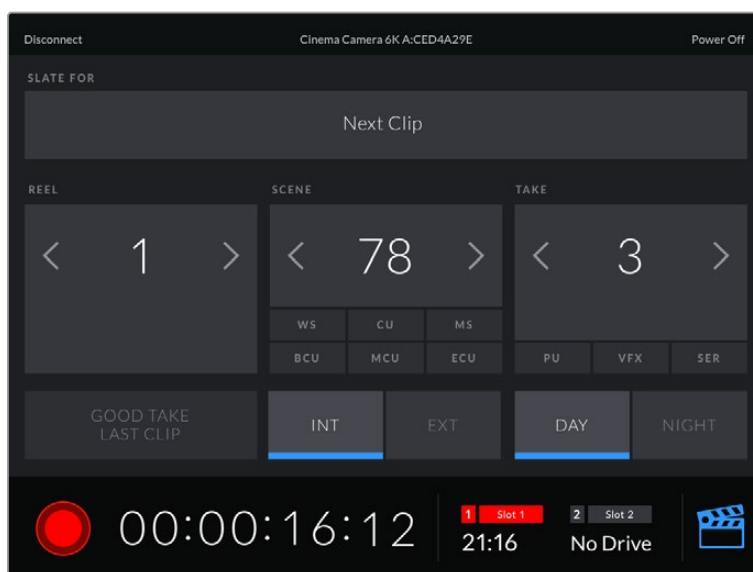 Disconnect Cinema Camera 6K A:CED4A29E Power Off
SLATE FOR
Next Clip
REEL SCENE TAKE
< 1 > < 78 > < 3 >
WS CU MS
BCU MCU ECU PU VFX SER
GOOD TAKE
LAST CLIP
INT EXT DAY NIGHT
00:00:16:12
1 Slot 1 2 Slot 2
21:16 No Drive